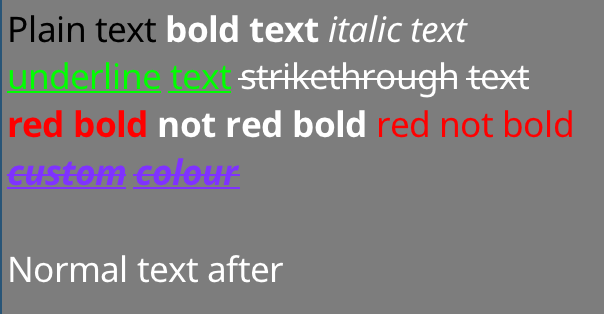 Plain text bold text italic text
underline text strikethrough text
red bold not red bold red not bold
custom colour
Normal text after